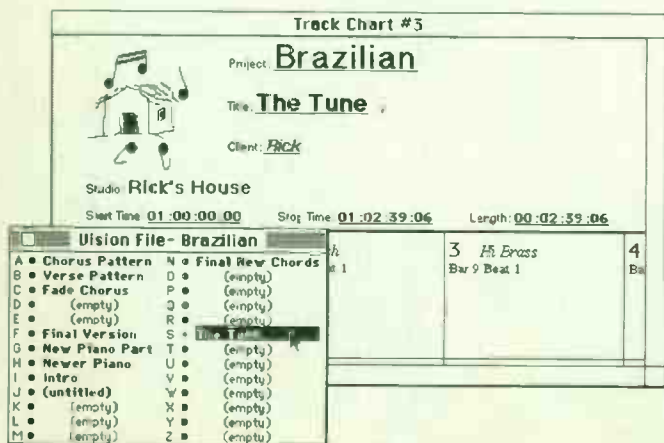 Track Chart #3
Project: Brazilian
Title: The Tune
Client: Rick
Studio: Rick's House
Start Time: 01:00:00:00 Stop Time: 01:02:39:06 Length: 00:02:39:06
3 Hi Brass 4
Bar 9 Beat 1
Vision File- Brazilian
A • Chorus Pattern N • Final New Chords
B • Verse Pattern O • (empty)
C • Fade Chorus P • (empty)
D • (empty) Q • (empty)
E • (empty) R • (empty)
F • Final Version S •
G • New Piano Part T • (empty)
H • Newer Piano U • (empty)
I • Intro V • (empty)
J • (untitled) W • (empty)
K • (empty) X • (empty)
L • (empty) Y • (empty)
M • (empty) Z • (empty)